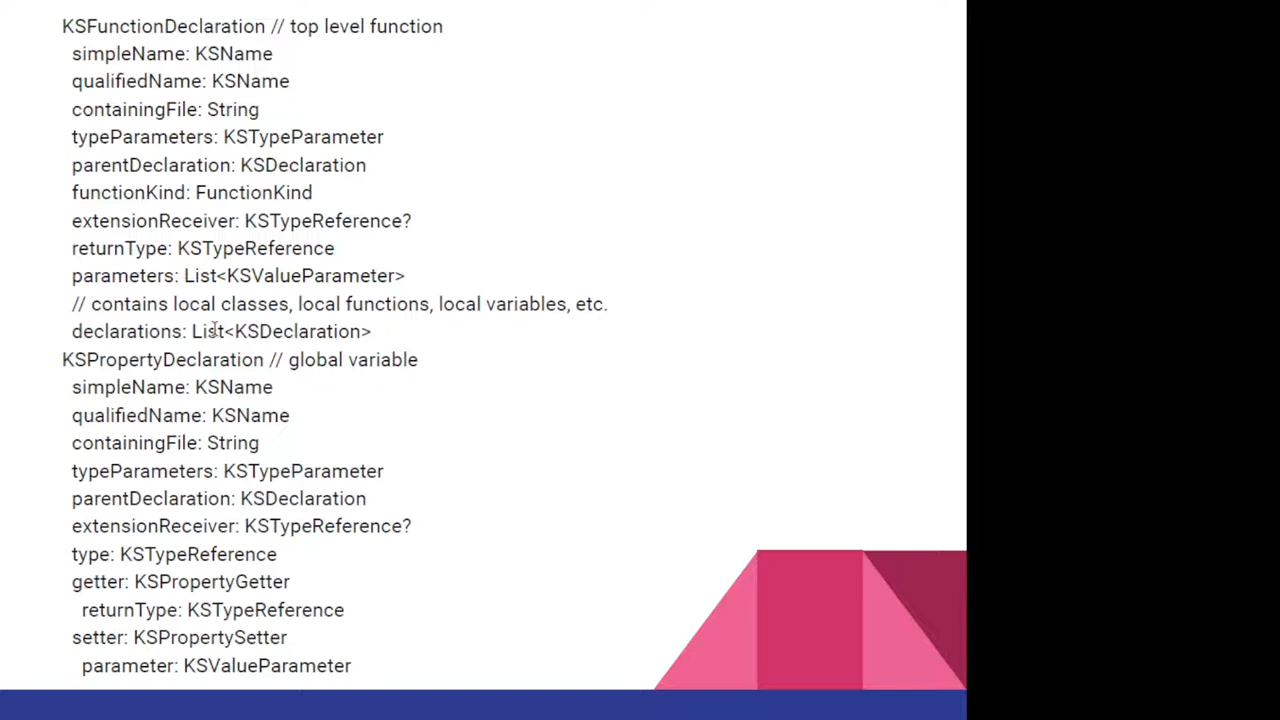 KSFunctionDeclaration // top level function
simpleName: KSName
qualifiedName: KSName
containingFile: String
typeParameters: KSTypeParameter
parentDeclaration: KSDeclaration
functionKind: FunctionKind
extensionReceiver: KSTypeReference?
returnType: KSTypeReference
parameters: List<KSValueParameter>
// contains local classes, local functions, local variables, etc.
declarations: List<KSDeclaration>
KSPropertyDeclaration // global variable
simpleName: KSName
qualifiedName: KSName
containingFile: String
typeParameters: KSTypeParameter
parentDeclaration: KSDeclaration
extensionReceiver: KSTypeReference?
type: KSTypeReference
getter: KSPropertyGetter
returnType: KSTypeReference
setter: KSPropertySetter
parameter: KSValueParameter